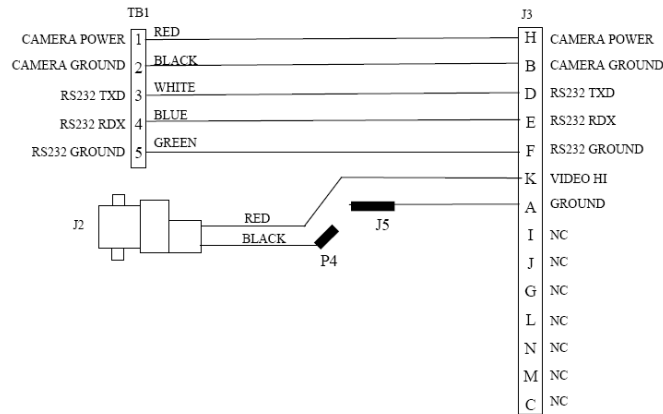 TB1 J3
CAMERA POWER 1 RED H CAMERA POWER
CAMERA GROUND 2 BLACK B CAMERA GROUND
RS232 TXD 3 WHITE D RS232 TXD
RS232 RDX 4 BLUE E RS232 RDX
RS232 GROUND 5 GREEN F RS232 GROUND
K VIDEO HI
J2 RED A GROUND
BLACK J5
P4
I NC
J NC
G NC
L NC
N NC
M NC
C NC